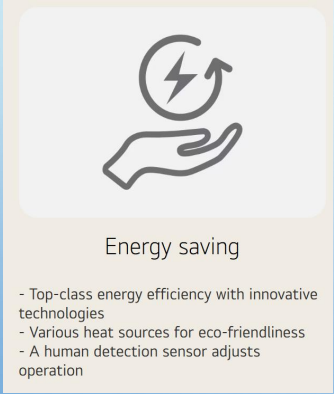 Energy saving
- Top-class energy efficiency with innovative
technologies
- Various heat sources for eco-friendliness
- A human detection sensor adjusts
operation